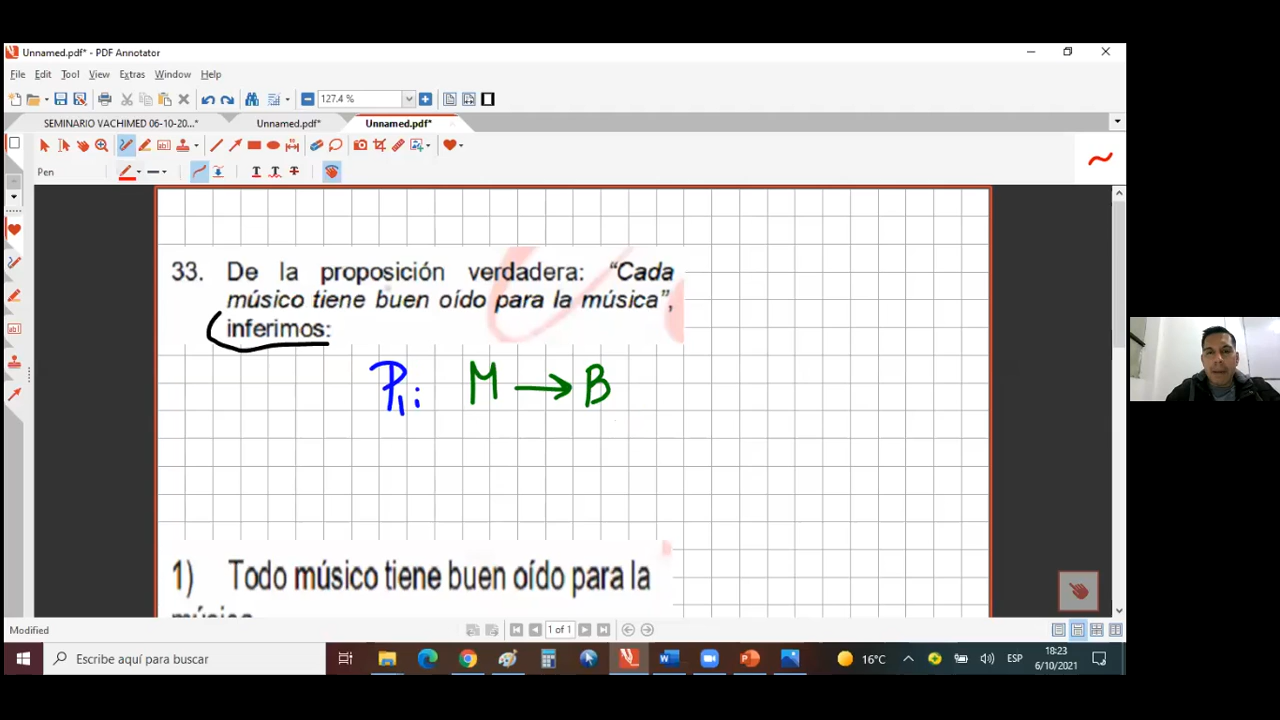 Unnamed.pdf* - PDF Annotator
File Edit Tool View Extras Window Help
127.4 %
SEMINARIO VACHIMED 06-10-20...* Unnamed.pdf* Unnamed.pdf*
Pen
33. De la proposición verdadera: “Cada
músico tiene buen oído para la música”,
inferimos:
P₁: M → B
1) Todo músico tiene buen oído para la
música
Modified
1 of 1
Escribe aquí para buscar
16°C
ESP
18:23
6/10/2021